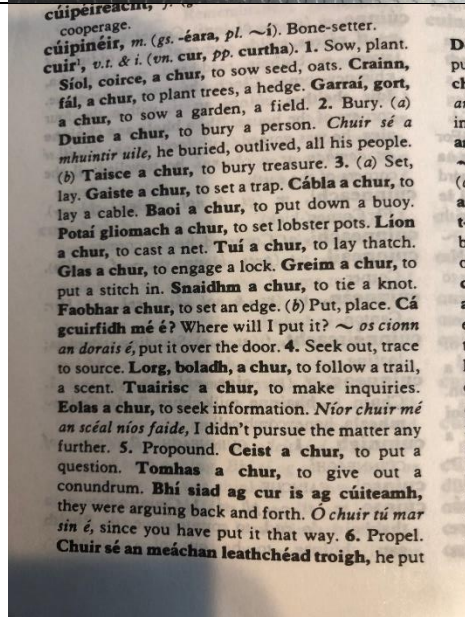 cúipéireacht,
cooperage.
cúipinéir, m. (gs. -éara, pl. ~í). Bone-setter.
cuir¹, v.t. & i. (vn. cur, pp. curtha). 1. Sow, plant.
Síol, coirce, a chur, to sow seed, oats. Crainn,
fál, a chur, to plant trees, a hedge. Garraí, gort,
a chur, to sow a garden, a field. 2. Bury. (a)
Duine a chur, to bury a person. Chuir sé a
mhuintir uile, he buried, outlived, all his people.
(b) Taisce a chur, to bury treasure. 3. (a) Set,
lay. Gaiste a chur, to set a trap. Cábla a chur, to
lay a cable. Baoi a chur, to put down a buoy.
Potaí gliomach a chur, to set lobster pots. Líon
a chur, to cast a net. Tuí a chur, to lay thatch.
Glas a chur, to engage a lock. Greim a chur, to
put a stitch in. Snaidhm a chur, to tie a knot.
Faobhar a chur, to set an edge. (b) Put, place. Cá
gcuirfidh mé é? Where will I put it? ~ os cionn
an dorais é, put it over the door. 4. Seek out, trace
to source. Lorg, boladh, a chur, to follow a trail,
a scent. Tuairisc a chur, to make inquiries.
Eolas a chur, to seek information. Níor chuir mé
an scéal níos faide, I didn't pursue the matter any
further. 5. Propound. Ceist a chur, to put a
question. Tomhas a chur, to give out a
conundrum. Bhí siad ag cur is ag cúiteamh,
they were arguing back and forth. Ó chuir tú mar
sin é, since you have put it that way. 6. Propel.
Chuir sé an meáchan leathchéad troigh, he put